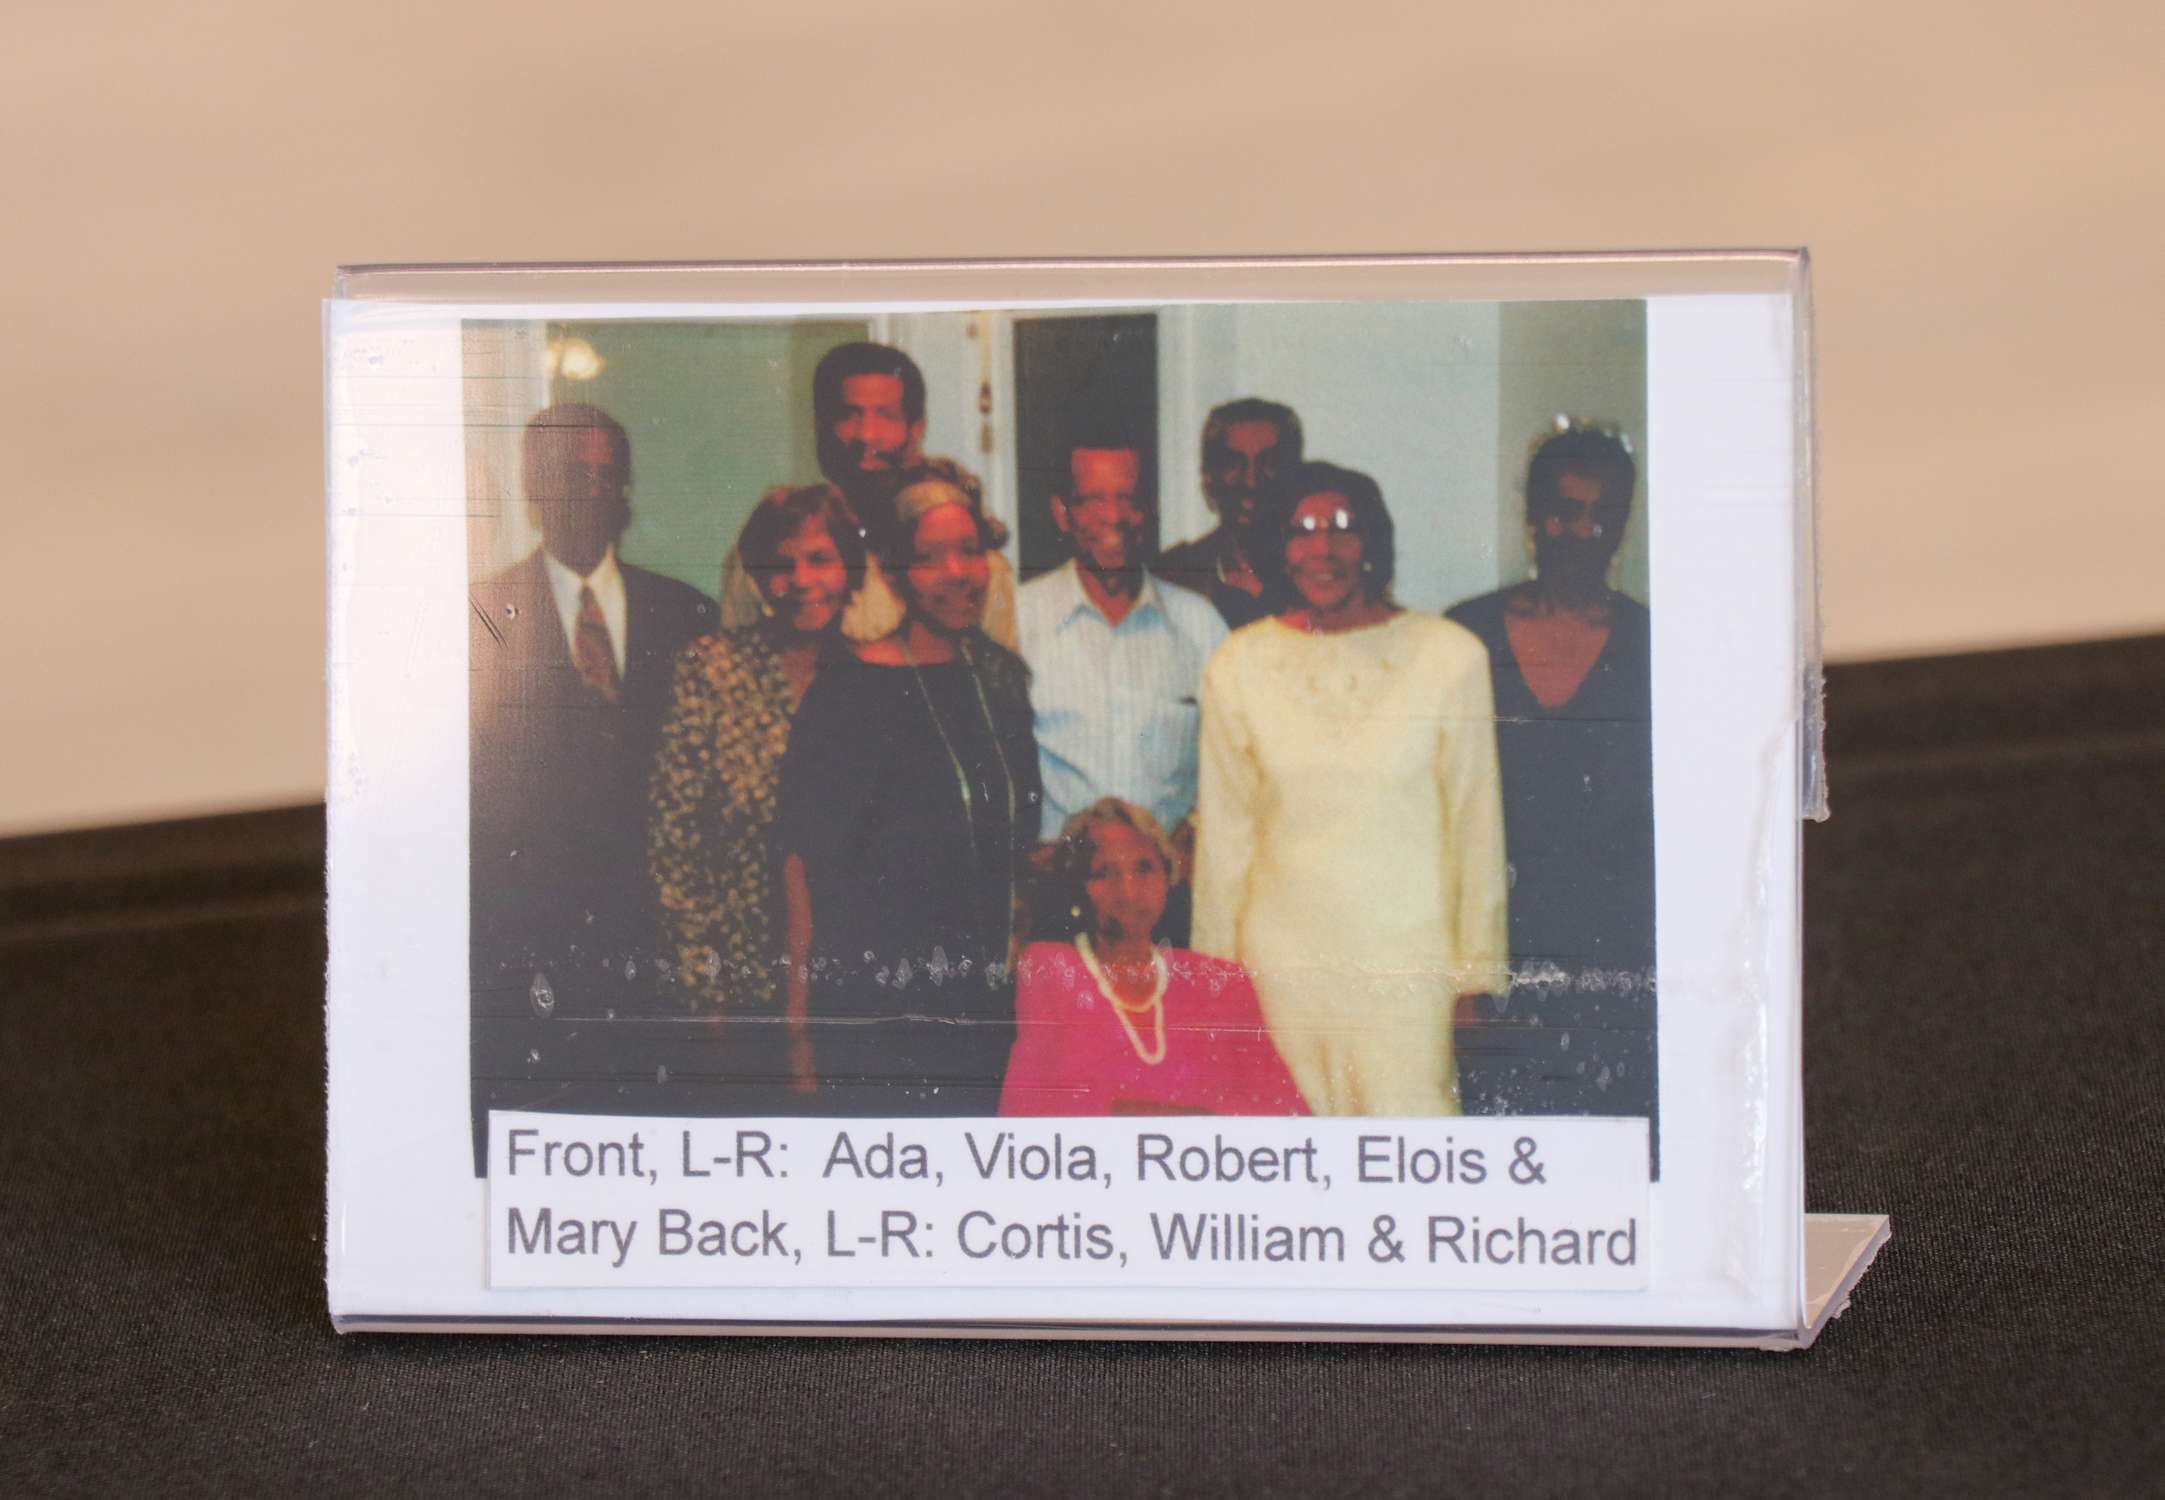 Front, L-R: Ada, Viola, Robert, Elois &
Mary Back, L-R: Cortis, William & Richard